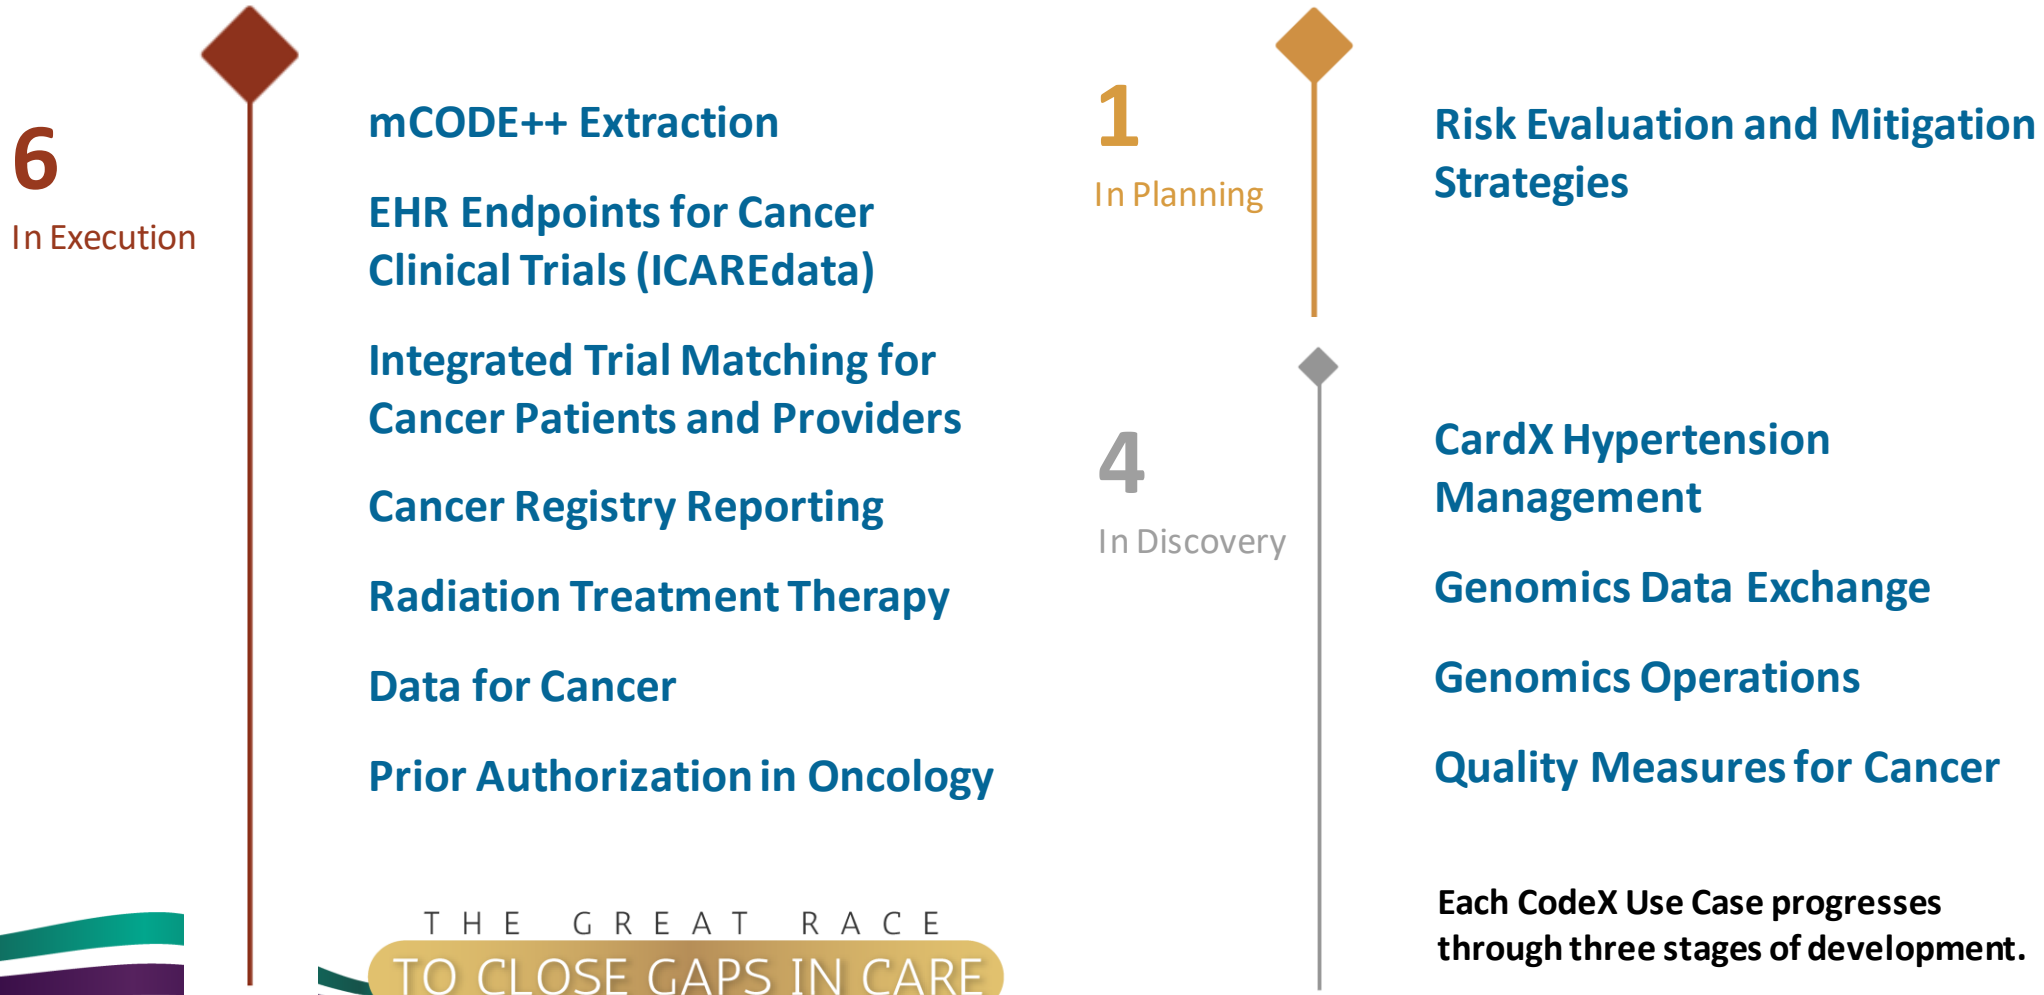 6
In Execution
mCODE++ Extraction
EHR Endpoints for Cancer
Clinical Trials (ICAREdata)
Integrated Trial Matching for
Cancer Patients and Providers
Cancer Registry Reporting
Radiation Treatment Therapy
Data for Cancer
Prior Authorization in Oncology
1
In Planning
Risk Evaluation and Mitigation
Strategies
4
In Discovery
CardX Hypertension
Management
Genomics Data Exchange
Genomics Operations
Quality Measures for Cancer
Each CodeX Use Case progresses
through three stages of development.
THE GREAT RACE
TO CLOSE GAPS IN CARE